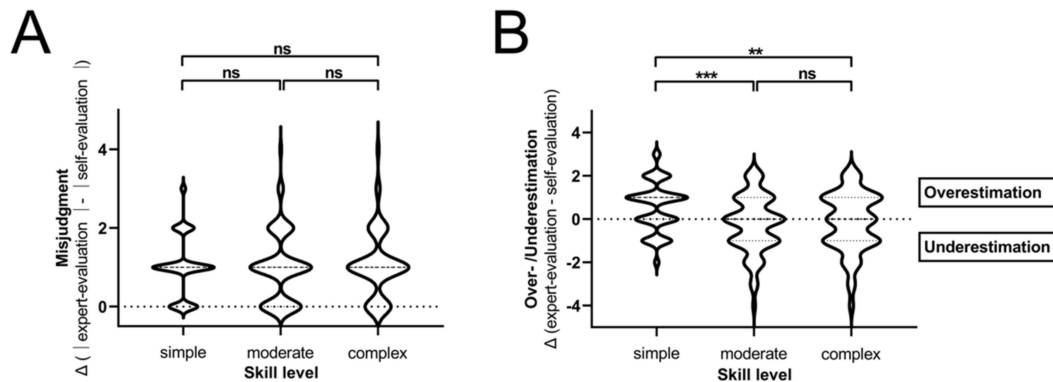 A
ns
ns
ns
Misjudgment
Δ ( | expert-evaluation | - | self-evaluation | )
4
2
0
simple
moderate
complex
Skill level
B
**
***
ns
Over- /Underestimation
Δ (expert-evaluation - self-evaluation)
4
2
0
-2
-4
Overestimation
Underestimation
simple
moderate
complex
Skill level